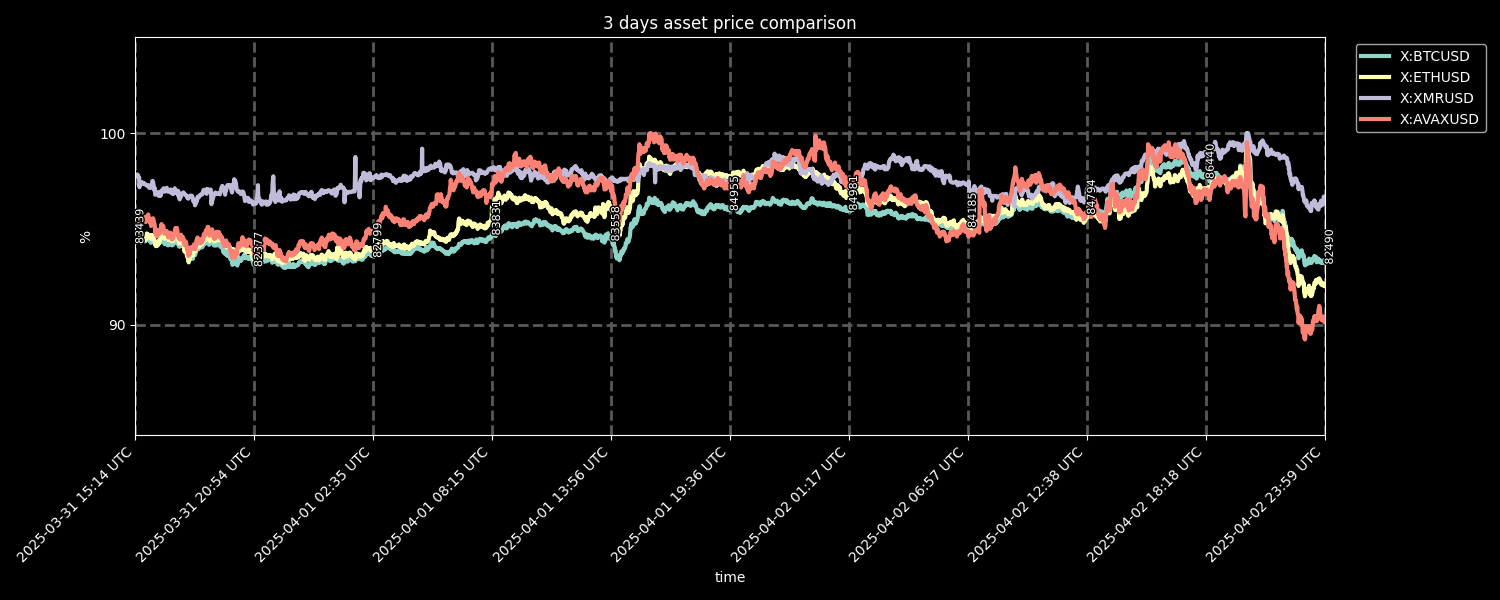 3 days asset price comparison
X:BTCUSD
X:ETHUSD
X:XMRUSD
X:AVAXUSD
100
90
%
83439
82377
82799
83831
83558
84955
84981
84185
84794
86440
82490
2025-03-31 15:14 UTC
2025-03-31 20:54 UTC
2025-04-01 02:35 UTC
2025-04-01 08:15 UTC
2025-04-01 13:56 UTC
2025-04-01 19:36 UTC
2025-04-02 01:17 UTC
2025-04-02 06:57 UTC
2025-04-02 12:38 UTC
2025-04-02 18:18 UTC
2025-04-02 23:59 UTC
time